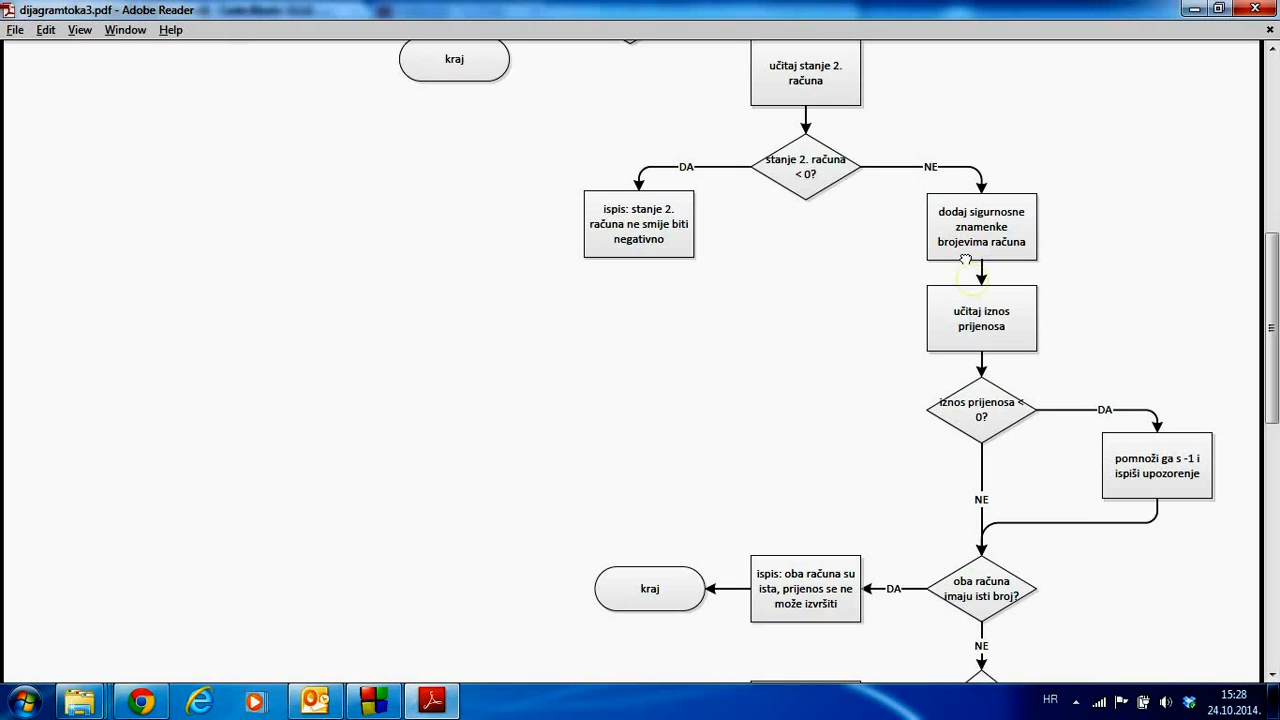 dijagramtoka3.pdf - Adobe Reader
File Edit View Window Help
kraj
učitaj stanje 2.
računa
stanje 2. računa
< 0?
DA
NE
ispis: stanje 2.
računa ne smije biti
negativno
dodaj sigurnosne
znamenke
brojevima računa
učitaj iznos
prijenosa
iznos prijenosa <
0?
DA
pomnoži ga s -1 i
ispiši upozorenje
NE
oba računa
imaju isti broj?
DA
ispis: oba računa su
ista, prijenos se ne
može izvršiti
kraj
NE
HR
15:28
24.10.2014.